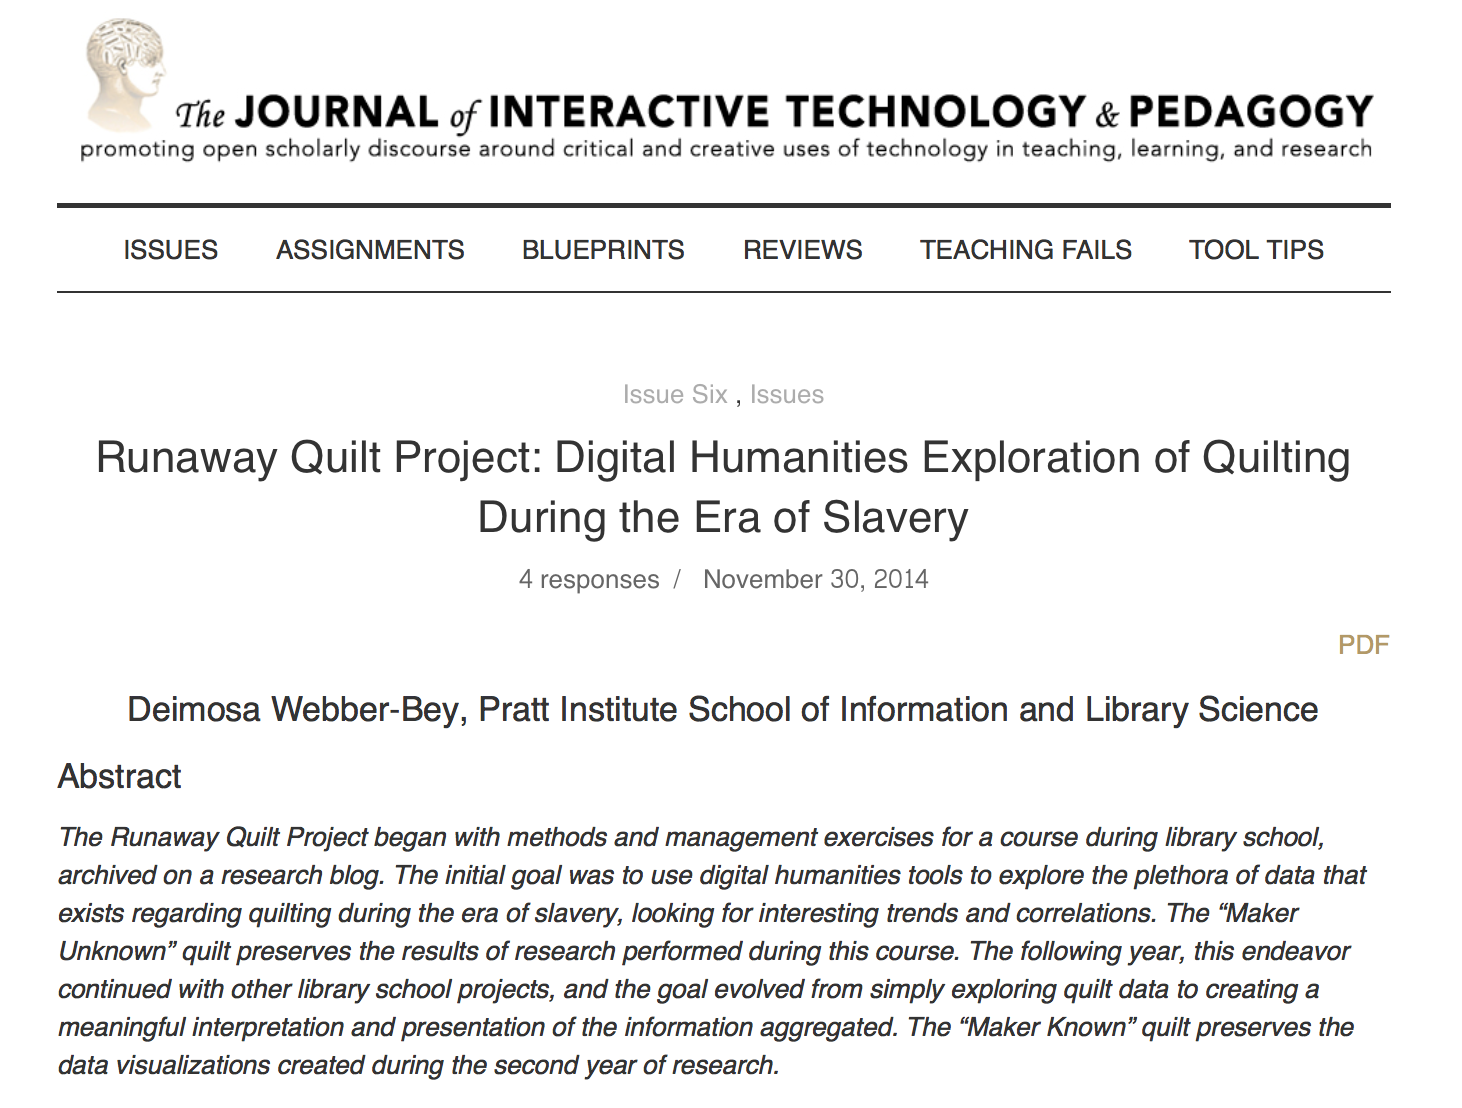 The JOURNAL of INTERACTIVE TECHNOLOGY & PEDAGOGY
promoting open scholarly discourse around critical and creative uses of technology in teaching, learning, and research
ISSUES ASSIGNMENTS BLUEPRINTS REVIEWS TEACHING FAILS TOOL TIPS
Issue Six , Issues
Runaway Quilt Project: Digital Humanities Exploration of Quilting
During the Era of Slavery
4 responses / November 30, 2014
PDF
Deimosa Webber-Bey, Pratt Institute School of Information and Library Science
Abstract
The Runaway Quilt Project began with methods and management exercises for a course during library school,
archived on a research blog. The initial goal was to use digital humanities tools to explore the plethora of data that
exists regarding quilting during the era of slavery, looking for interesting trends and correlations. The “Maker
Unknown” quilt preserves the results of research performed during this course. The following year, this endeavor
continued with other library school projects, and the goal evolved from simply exploring quilt data to creating a
meaningful interpretation and presentation of the information aggregated. The “Maker Known” quilt preserves the
data visualizations created during the second year of research.